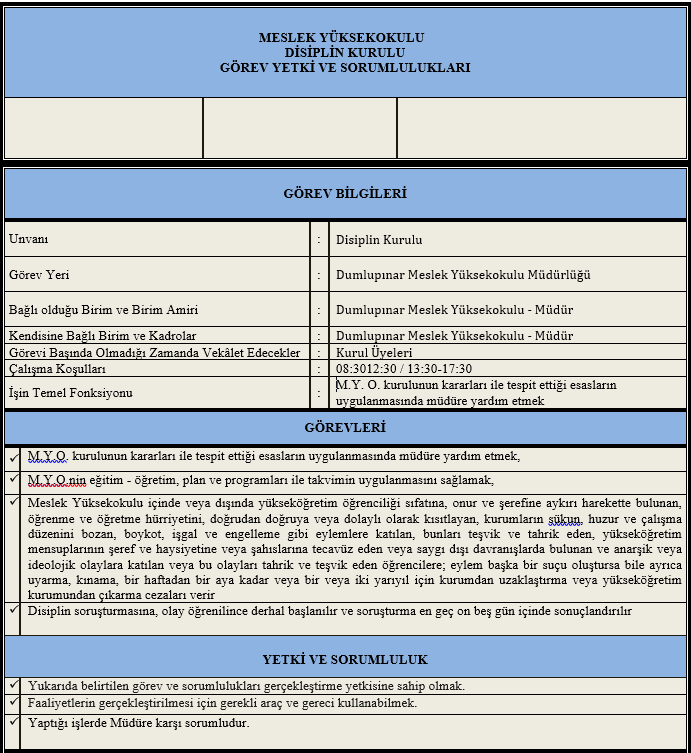 MESLEK YÜKSEKOKULU
DİSİPLİN KURULU
GÖREV YETKİ VE SORUMLULUKLARI
GÖREV BİLGİLERİ
Unvanı : Disiplin Kurulu
Görev Yeri : Dumlupınar Meslek Yüksekokulu Müdürlüğü
Bağlı olduğu Birim ve Birim Amiri : Dumlupınar Meslek Yüksekokulu - Müdür
Kendisine Bağlı Birim ve Kadrolar : Dumlupınar Meslek Yüksekokulu - Müdür
Görevi Başında Olmadığı Zamanda Vekâlet Edecekler : Kurul Üyeleri
Çalışma Koşulları : 08:3012:30 / 13:30-17:30
İşin Temel Fonksiyonu : M.Y. O. kurulunun kararları ile tespit ettiği esasların
uygulanmasında müdüre yardım etmek
GÖREVLERİ
✓ M.Y.O. kurulunun kararları ile tespit ettiği esasların uygulanmasında müdüre yardım etmek,
✓ M.Y.O.nin eğitim - öğretim, plan ve programları ile takvimin uygulanmasını sağlamak,
✓ Meslek Yüksekokulu içinde veya dışında yükseköğretim öğrenciliği sıfatına, onur ve şerefine aykırı harekette bulunan,
öğrenme ve öğretme hürriyetini, doğrudan doğruya veya dolaylı olarak kısıtlayan, kurumların sükun, huzur ve çalışma
düzenini bozan, boykot, işgal ve engelleme gibi eylemlere katılan, bunları teşvik ve tahrik eden, yükseköğretim
mensuplarının şeref ve haysiyetine veya şahıslarına tecavüz eden veya saygı dışı davranışlarda bulunan ve anarşik veya
ideolojik olaylara katılan veya bu olayları tahrik ve teşvik eden öğrencilere; eylem başka bir suçu oluştursa bile ayrıca
uyarma, kınama, bir haftadan bir aya kadar veya bir veya iki yarıyıl için kurumdan uzaklaştırma veya yükseköğretim
kurumundan çıkarma cezaları verir
✓ Disiplin soruşturmasına, olay öğrenilince derhal başlanılır ve soruşturma en geç on beş gün içinde sonuçlandırılır
YETKİ VE SORUMLULUK
✓ Yukarıda belirtilen görev ve sorumlulukları gerçekleştirme yetkisine sahip olmak.
✓ Faaliyetlerin gerçekleştirilmesi için gerekli araç ve gereci kullanabilmek.
✓ Yaptığı işlerde Müdüre karşı sorumludur.